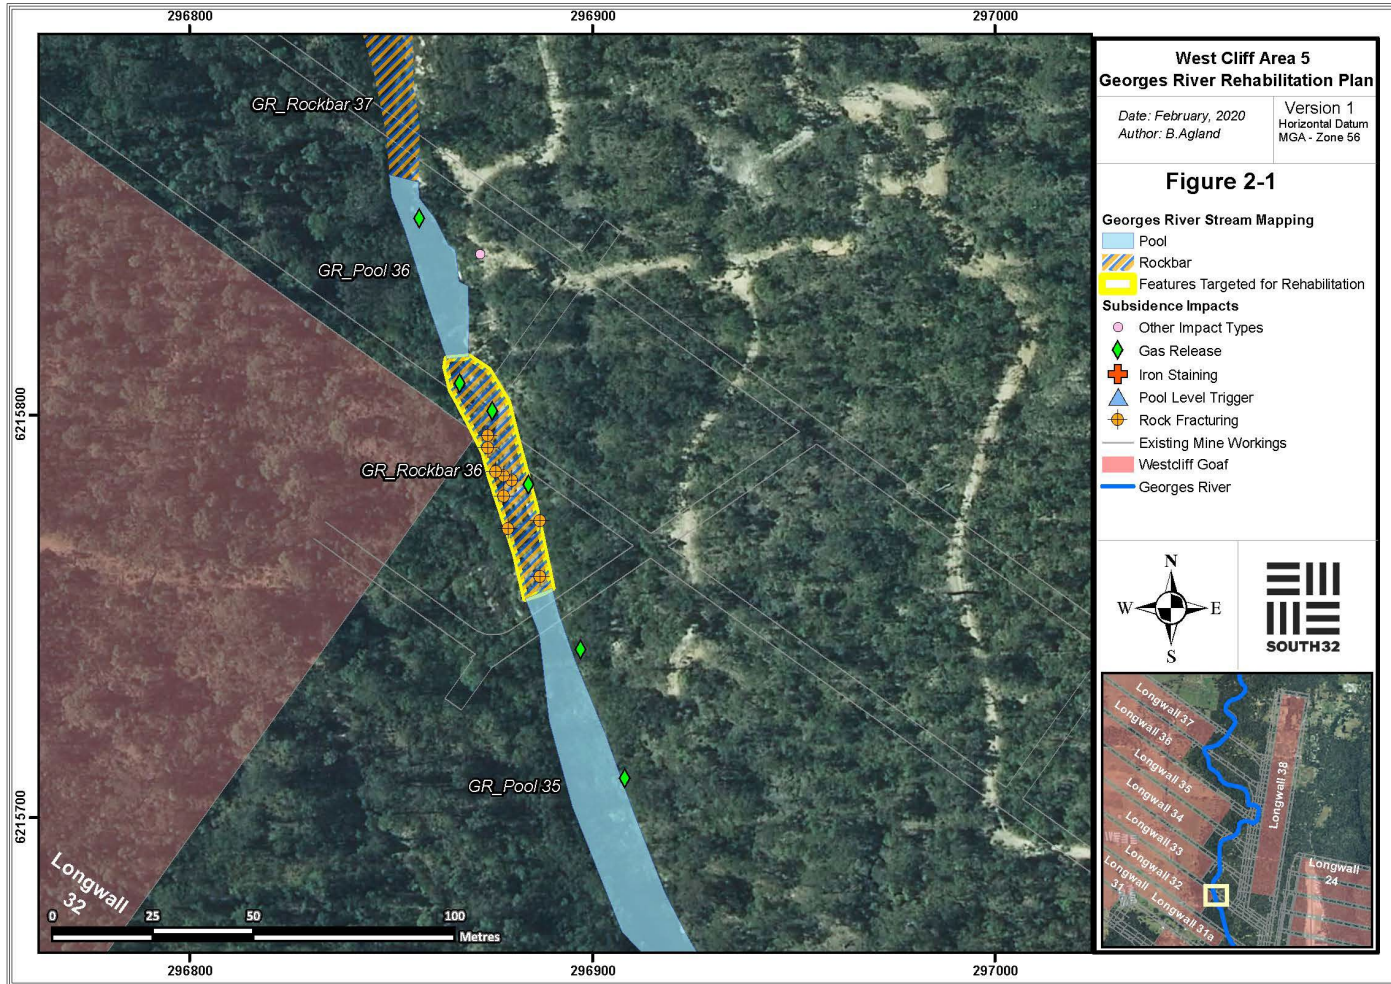 296800
296900
297000
GR_Rockbar 37
GR_Pool 36
6215800
GR_Rockbar 36
GR_Pool 35
6215700
Longwall
32
0
25
50
100
Metres
296800
296900
297000
West Cliff Area 5
Georges River Rehabilitation Plan
Date: February, 2020
Author: B.Agland
Version 1
Horizontal Datum
MGA - Zone 56
Figure 2-1
Georges River Stream Mapping
Pool
Rockbar
Features Targeted for Rehabilitation
Subsidence Impacts
Other Impact Types
Gas Release
Iron Staining
Pool Level Trigger
Rock Fracturing
Existing Mine Workings
Westcliff Goaf
Georges River
N
W
E
S
SOUTH32
Longwall 37
Longwall 36
Longwall 35
Longwall 34
Longwall 33
Longwall 32
Longwall
31
Longwall 31a
Longwall 38
Longwall
24